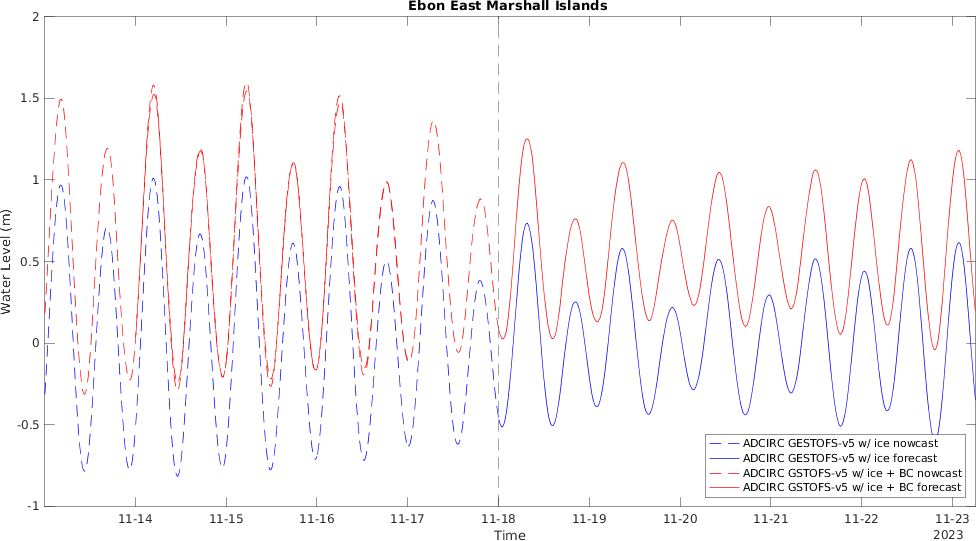 Ebon East Marshall Islands
2
1.5
1
0.5
0
-0.5
-1
Water Level (m)
11-14
11-15
11-16
11-17
11-18
11-19
11-20
11-21
11-22
11-23
Time
2023
ADCIRC GESTOFS-v5 w/ ice nowcast
ADCIRC GESTOFS-v5 w/ ice forecast
ADCIRC GSTOFS-v5 w/ ice + BC nowcast
ADCIRC GSTOFS-v5 w/ ice + BC forecast